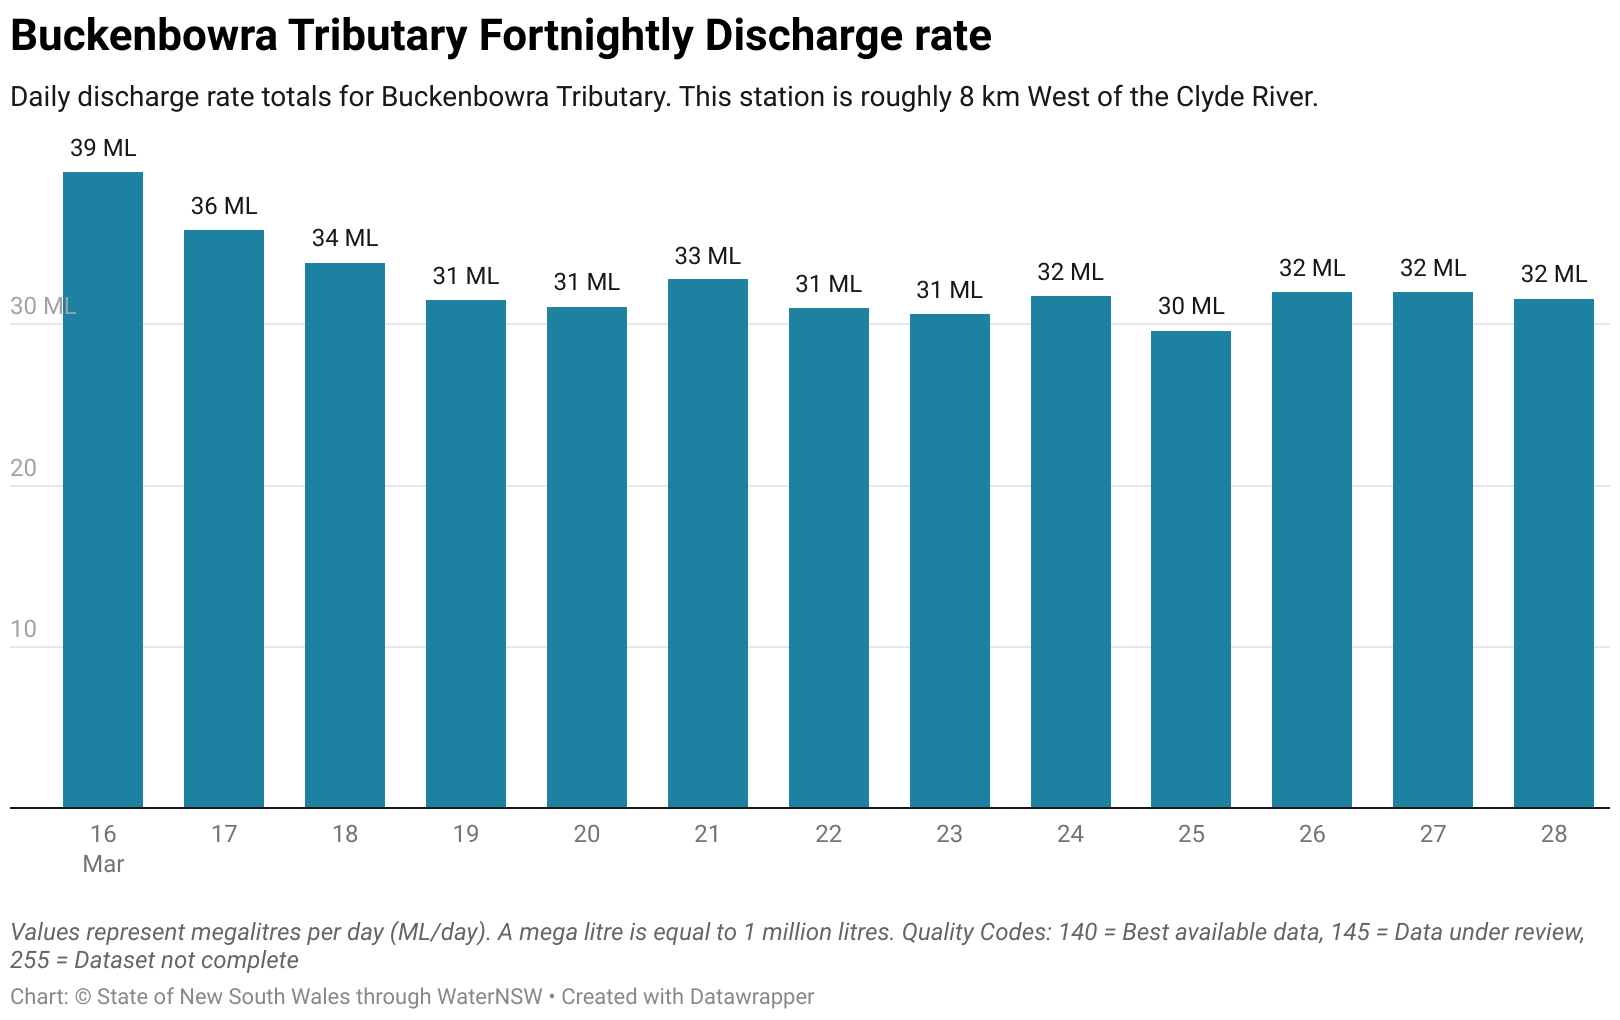 Buckenbowra Tributary Fortnightly Discharge rate
Daily discharge rate totals for Buckenbowra Tributary. This station is roughly 8 km West of the Clyde River.
39 ML
36 ML
34 ML
31 ML
31 ML
33 ML
31 ML
31 ML
32 ML
30 ML
32 ML
32 ML
32 ML
30 ML
20
10
16 17 18 19 20 21 22 23 24 25 26 27 28
Mar
Values represent megalitres per day (ML/day). A mega litre is equal to 1 million litres. Quality Codes: 140 = Best available data, 145 = Data under review,
255 = Dataset not complete
Chart: © State of New South Wales through WaterNSW • Created with Datawrapper